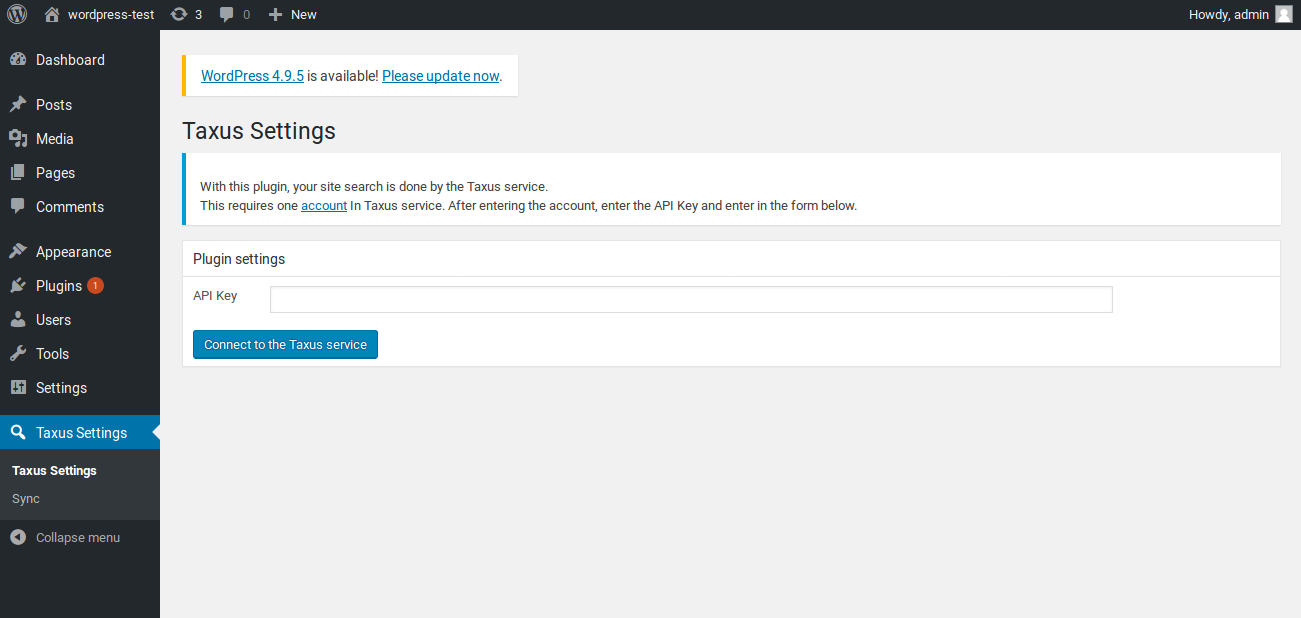 wordpress-test 3 0 New Howdy, admin
Dashboard
Posts
Media
Pages
Comments
Appearance
Plugins 1
Users
Tools
Settings
Taxus Settings
Taxus Settings
Sync
Collapse menu
WordPress 4.9.5 is available! Please update now.
Taxus Settings
With this plugin, your site search is done by the Taxus service.
This requires one account In Taxus service. After entering the account, enter the API Key and enter in the form below.
Plugin settings
API Key
Connect to the Taxus service